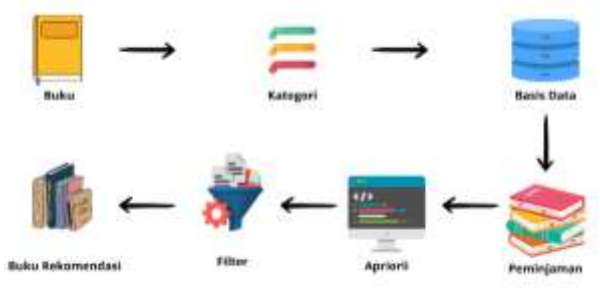 Buku
Kategori
Basis Data
Buku Rekomendasi
Filter
Apriorii
Peminjaman